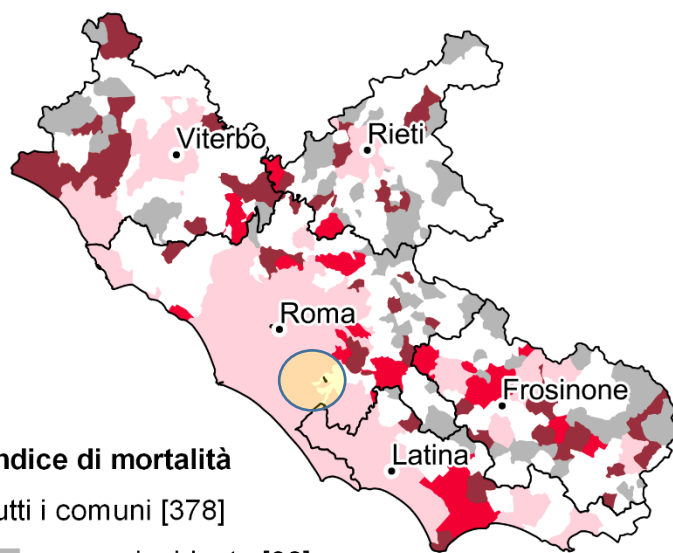 Viterbo
Rieti
Roma
Frosinone
Latina
ndice di mortalità
utti i comuni [378]